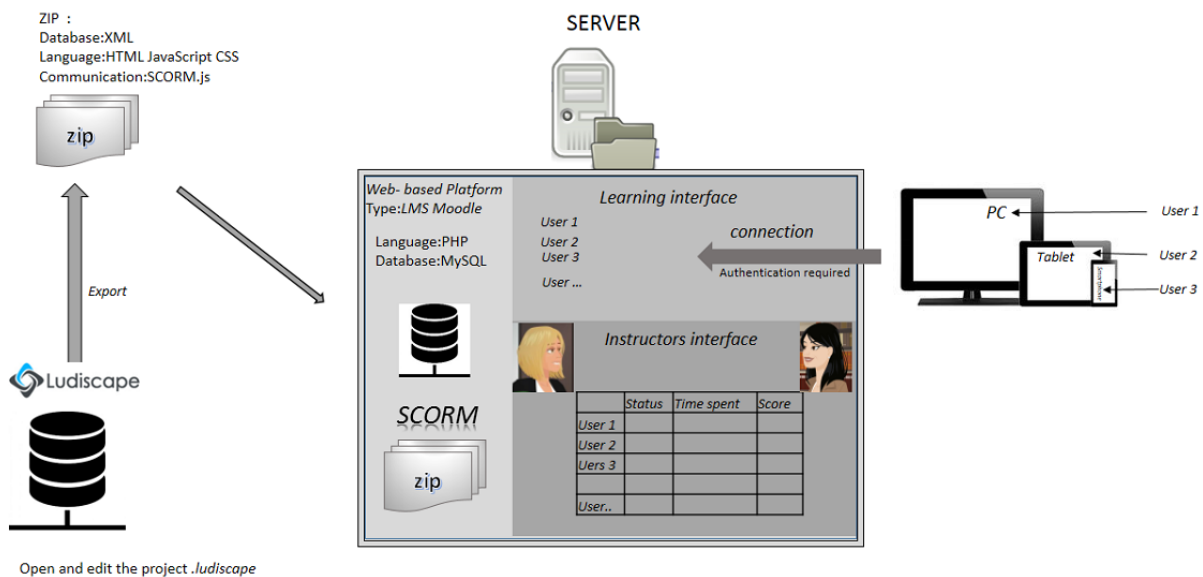 ZIP :
Database:XML
Language:HTML JavaScript CSS
Communication:SCORM.js
zip
Export
Ludiscape
Open and edit the project .ludiscape
SERVER
Web- based Platform
Type:LMS Moodle
Language:PHP
Database:MySQL
SCORM
zip
Learning interface
User 1
User 2
User 3
User ...
connection
Authentication required
Instructors interface
Status Time spent Score
User 1
User 2
Uers 3
User..
PC
Tablet
User 1
User 2
User 3